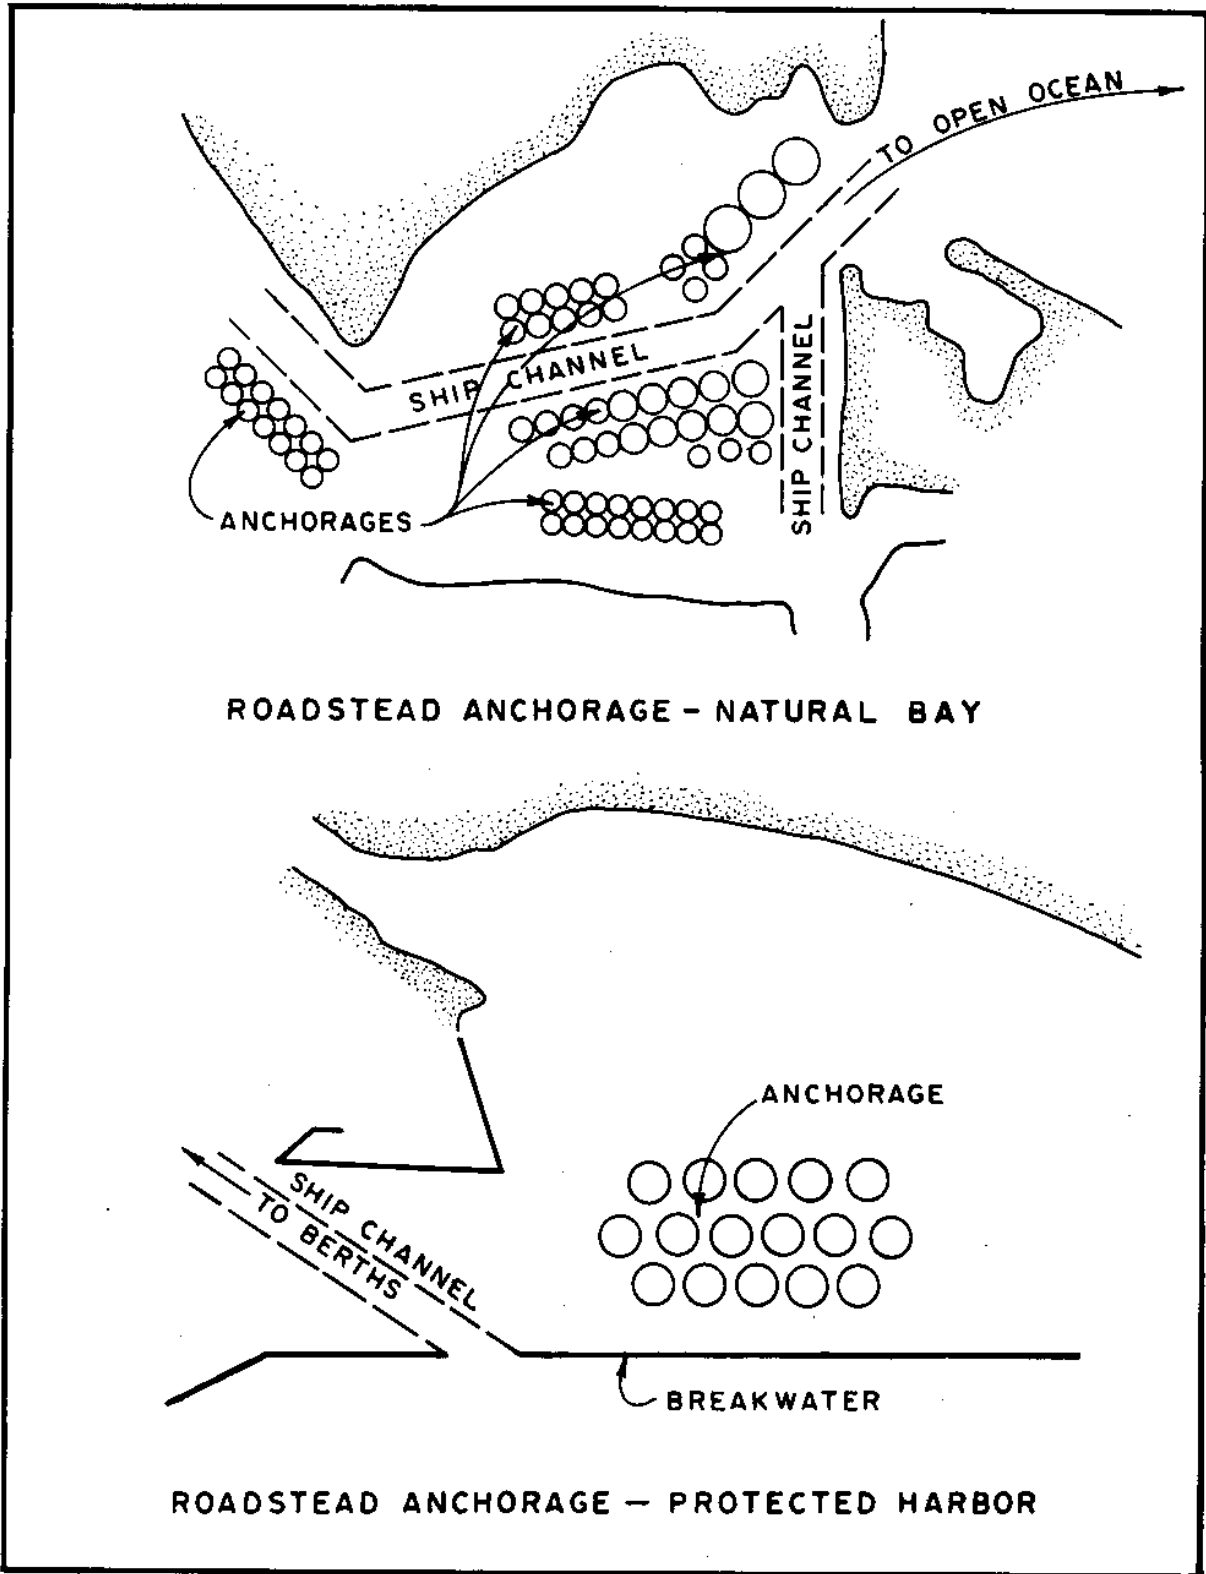 TO OPEN OCEAN
SHIP CHANNEL
SHIP CHANNEL
ANCHORAGES
ROADSTEAD ANCHORAGE - NATURAL BAY
ANCHORAGE
SHIP CHANNEL
TO BERTHS
BREAKWATER
ROADSTEAD ANCHORAGE - PROTECTED HARBOR